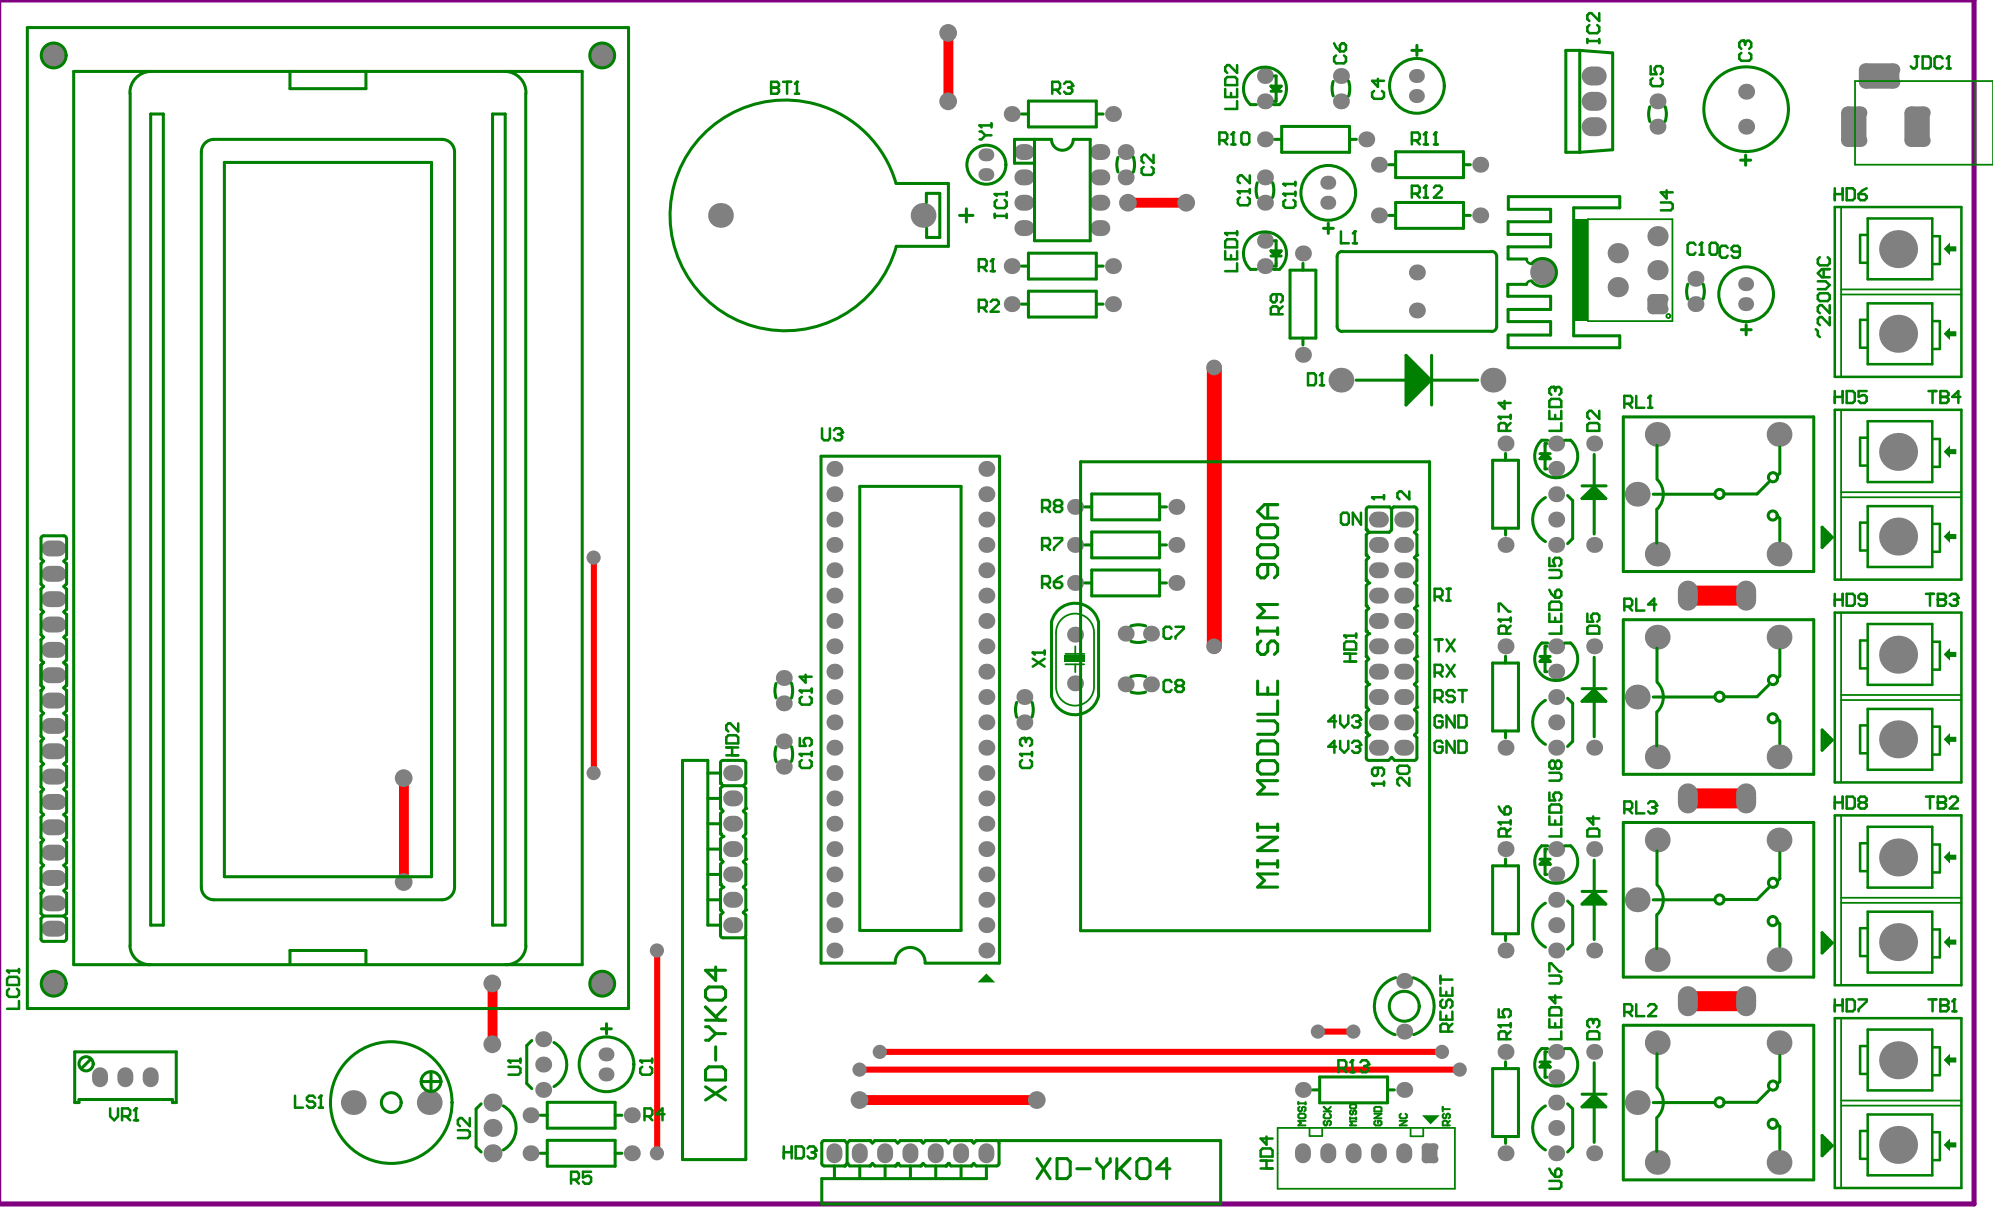 IC2
C3
C6
JDC1
LED2
C5
BT1
R3
C4
Y1
R10
R11
C2
C12
C11
R12
HD6
IC1
U4
+
L1
LED1
C10
C9
R1
~220VAC
R2
R9
D1
HD5
TB4
RL1
R14
LED3
D2
U3
1
2
R8
ON
R7
R6
U5
RI
HD9
TB3
RL4
R17
LED6
D5
C7
HD1
TX
X1
RX
C8
RST
C14
4V3
GND
HD2
C15
C13
4V3
GND
19
20
U8
MINI MODULE SIM 900A
HD8
TB2
RL3
R16
LED5
D4
LCD1
U7
XD-YK04
RESET
HD7
TB1
RL2
R15
LED4
D3
U1
C1
R13
LS1
VR1
R4
U2
MOSI
SCK
MISO
GND
NC
RST
HD3
XD-YK04
HD4
R5
U6